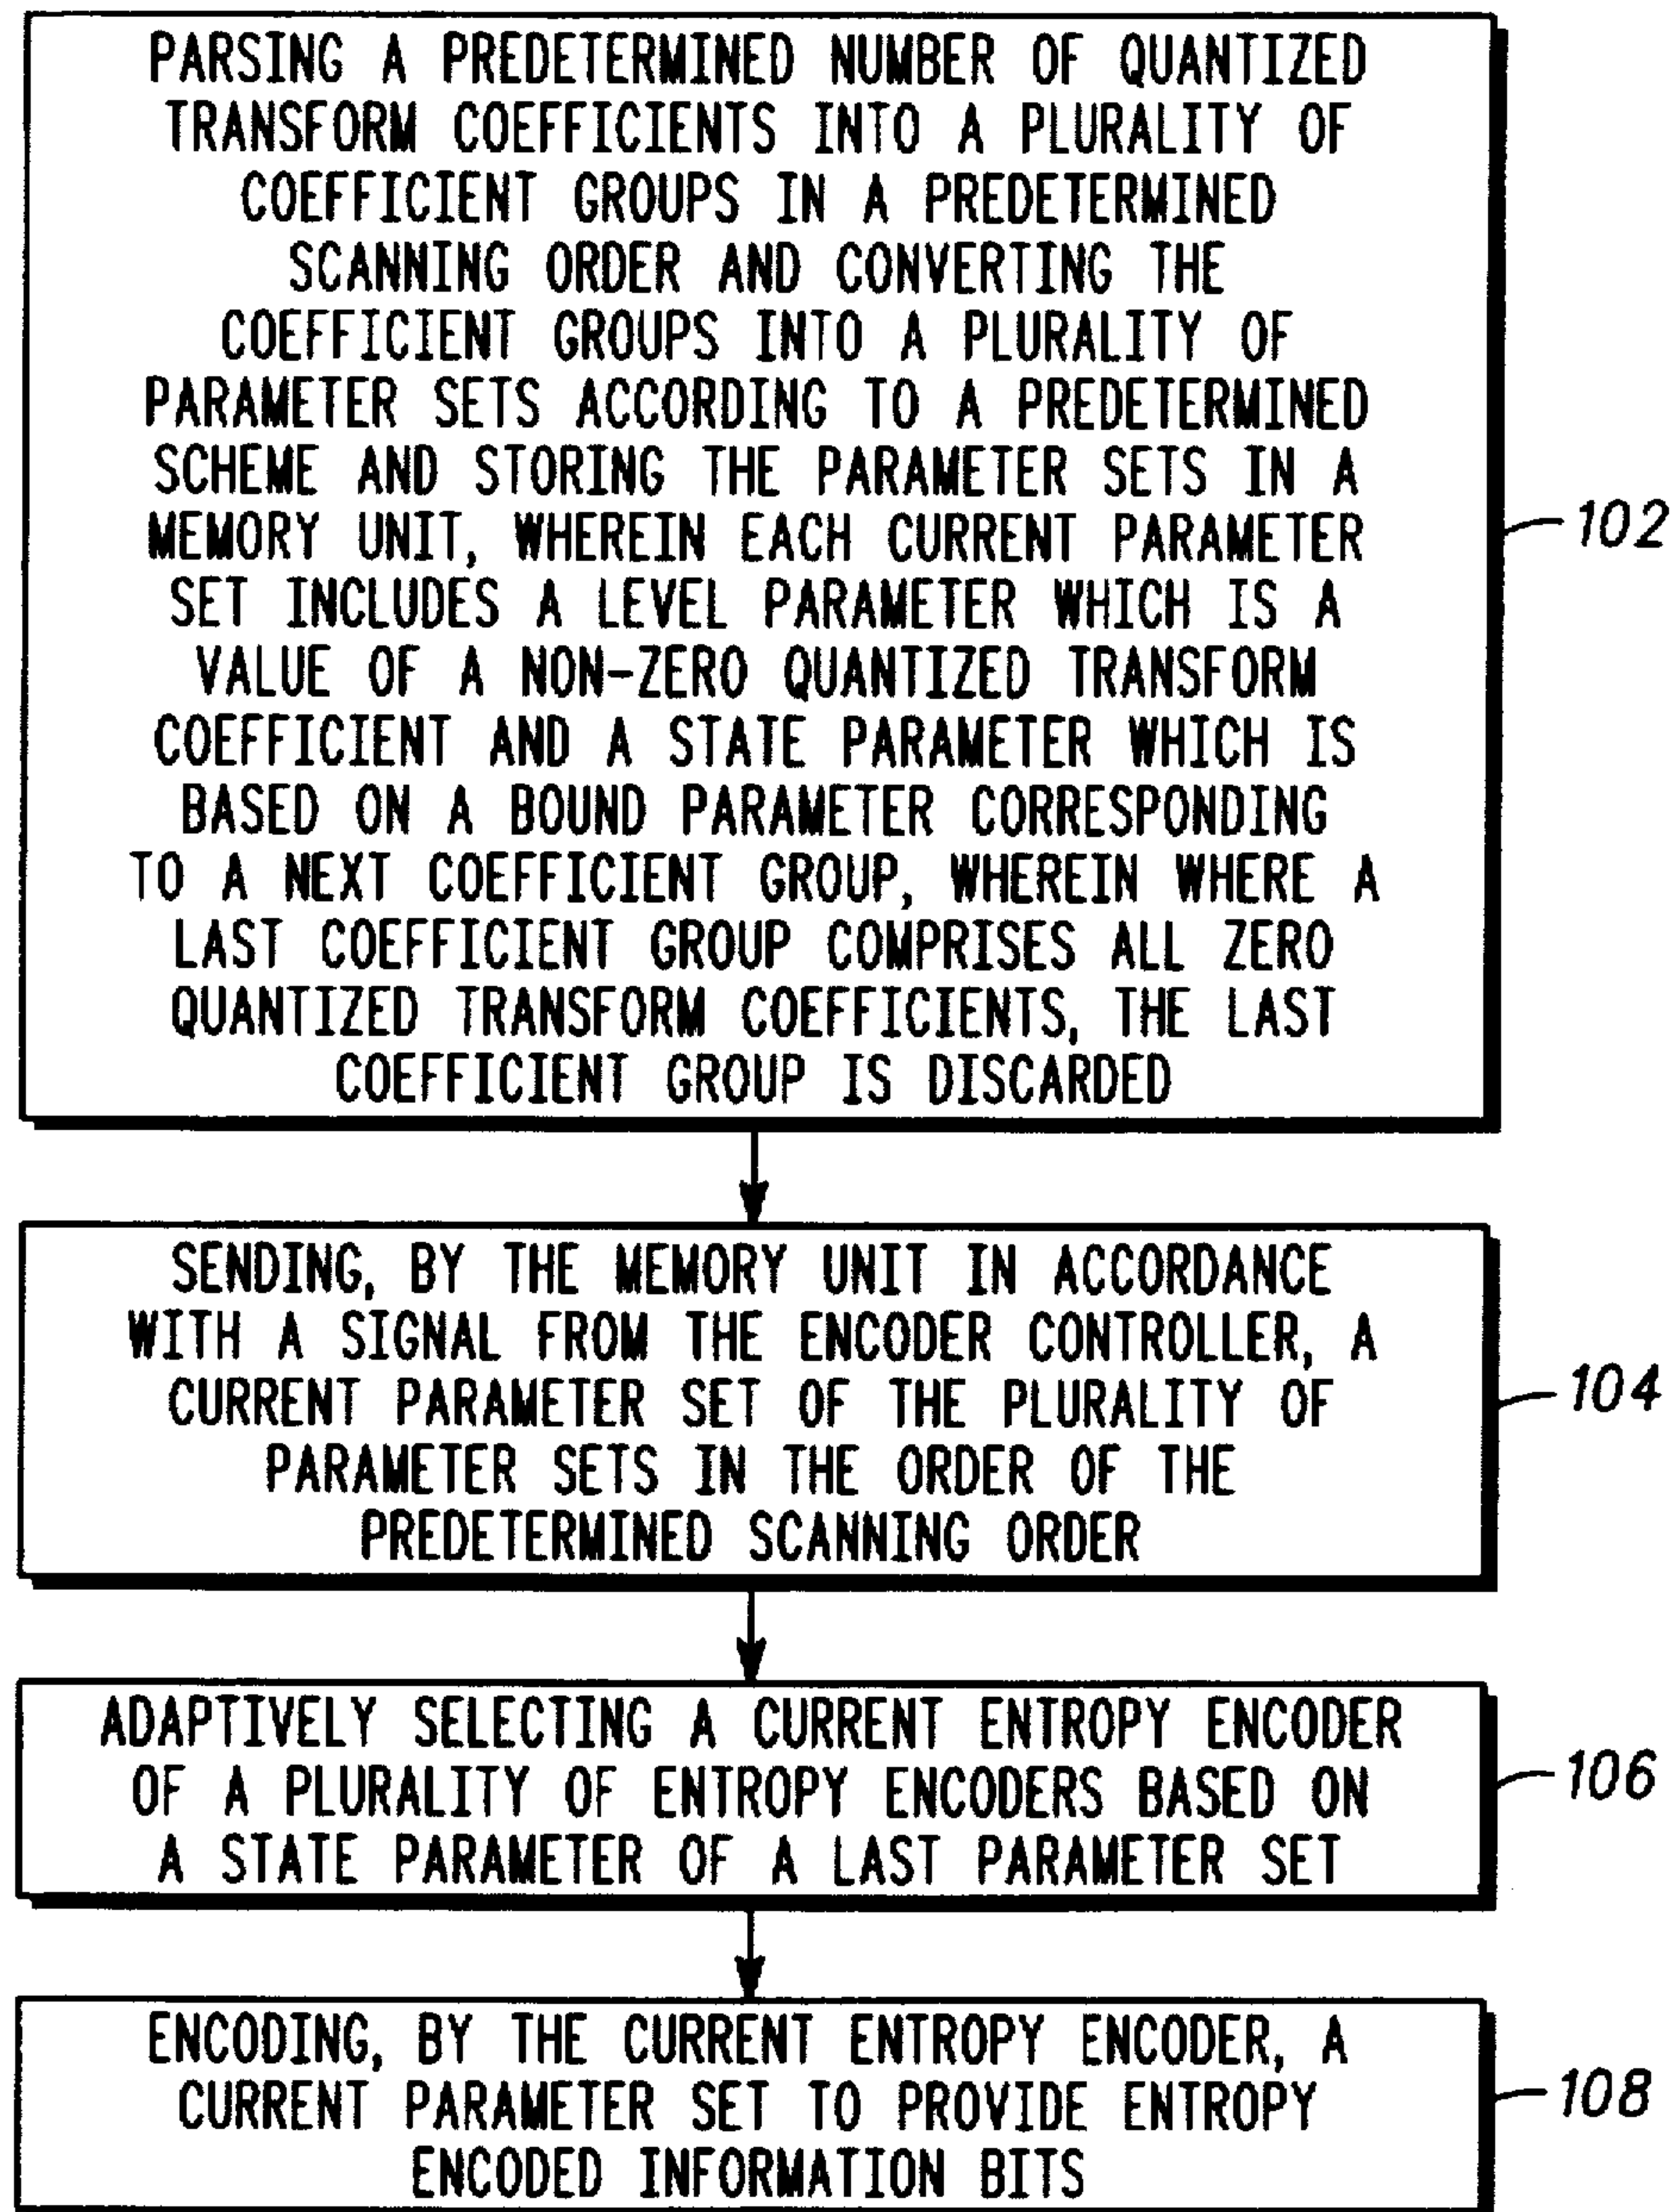 PARSING A PREDETERMINED NUMBER OF QUANTIZED
TRANSFORM COEFFICIENTS INTO A PLURALITY OF
COEFFICIENT GROUPS IN A PREDETERMINED
SCANNING ORDER AND CONVERTING THE
COEFFICIENT GROUPS INTO A PLURALITY OF
PARAMETER SETS ACCORDING TO A PREDETERMINED
SCHEME AND STORING THE PARAMETER SETS IN A
MEMORY UNIT, WHEREIN EACH CURRENT PARAMETER
SET INCLUDES A LEVEL PARAMETER WHICH IS A
VALUE OF A NON-ZERO QUANTIZED TRANSFORM
COEFFICIENT AND A STATE PARAMETER WHICH IS
BASED ON A BOUND PARAMETER CORRESPONDING
TO A NEXT COEFFICIENT GROUP, WHEREIN WHERE A
LAST COEFFICIENT GROUP COMPRISES ALL ZERO
QUANTIZED TRANSFORM COEFFICIENTS, THE LAST
COEFFICIENT GROUP IS DISCARDED
102
SENDING, BY THE MEMORY UNIT IN ACCORDANCE
WITH A SIGNAL FROM THE ENCODER CONTROLLER, A
CURRENT PARAMETER SET OF THE PLURALITY OF
PARAMETER SETS IN THE ORDER OF THE
PREDETERMINED SCANNING ORDER
104
ADAPTIVELY SELECTING A CURRENT ENTROPY ENCODER
OF A PLURALITY OF ENTROPY ENCODERS BASED ON
A STATE PARAMETER OF A LAST PARAMETER SET
106
ENCODING, BY THE CURRENT ENTROPY ENCODER, A
CURRENT PARAMETER SET TO PROVIDE ENTROPY
ENCODED INFORMATION BITS
108